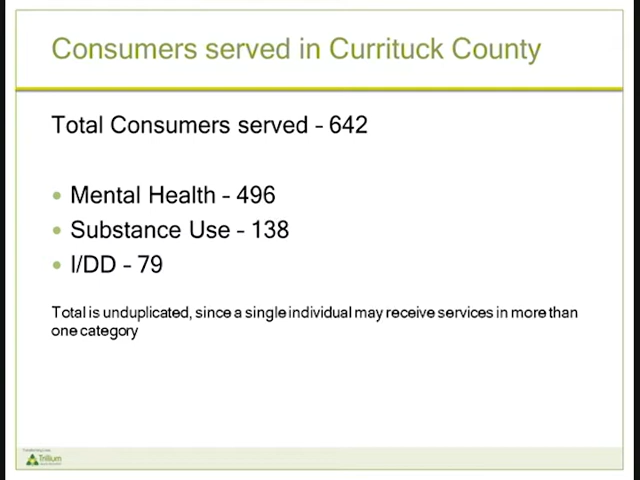 Consumers served in Currituck County
Total Consumers served - 642
Mental Health - 496
Substance Use - 138
I/DD - 79
Total is unduplicated, since a single individual may receive services in more than
one category
Trillium